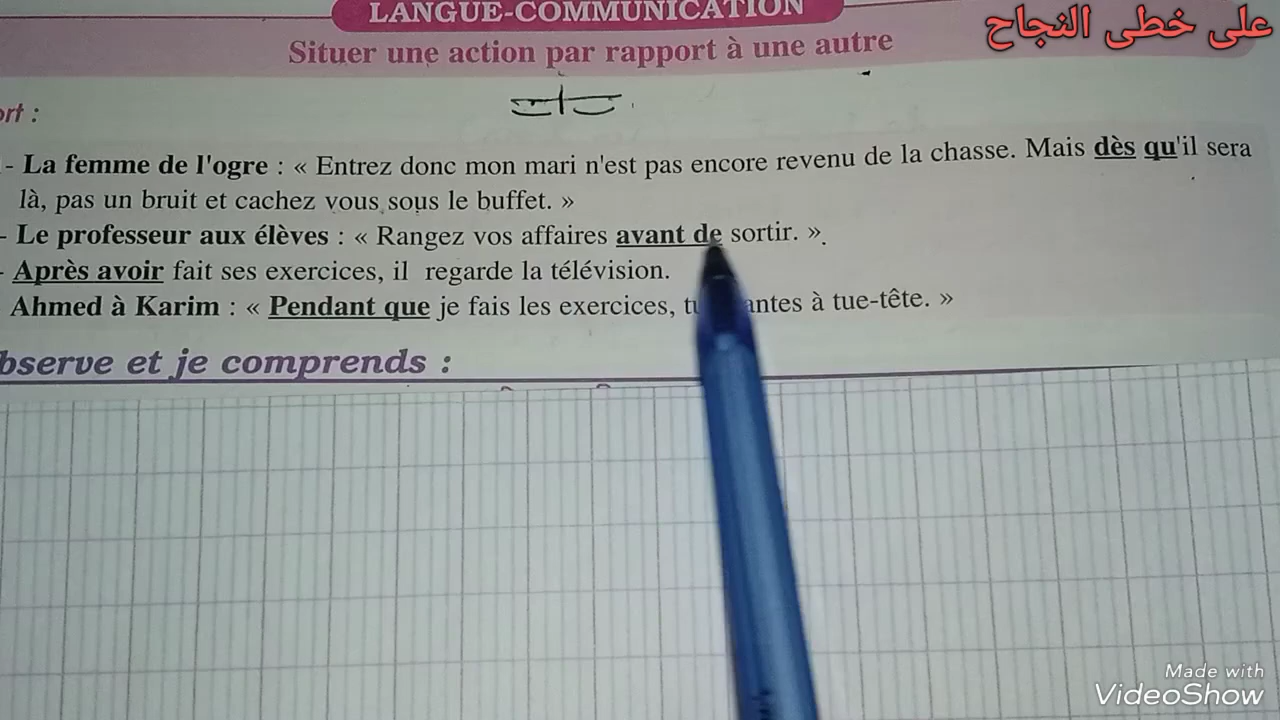 LANGUE-COMMUNICATION
على خطى النجاح
Situer une action par rapport à une autre
ort :
- La femme de l'ogre : « Entrez donc mon mari n'est pas encore revenu de la chasse. Mais dès qu'il sera
là, pas un bruit et cachez vous sous le buffet. »
- Le professeur aux élèves : « Rangez vos affaires avant de sortir. ».
- Après avoir fait ses exercices, il regarde la télévision.
Ahmed à Karim : « Pendant que je fais les exercices, tu antes à tue-tête. »
bserve et je comprends :
Made with
VideoShow